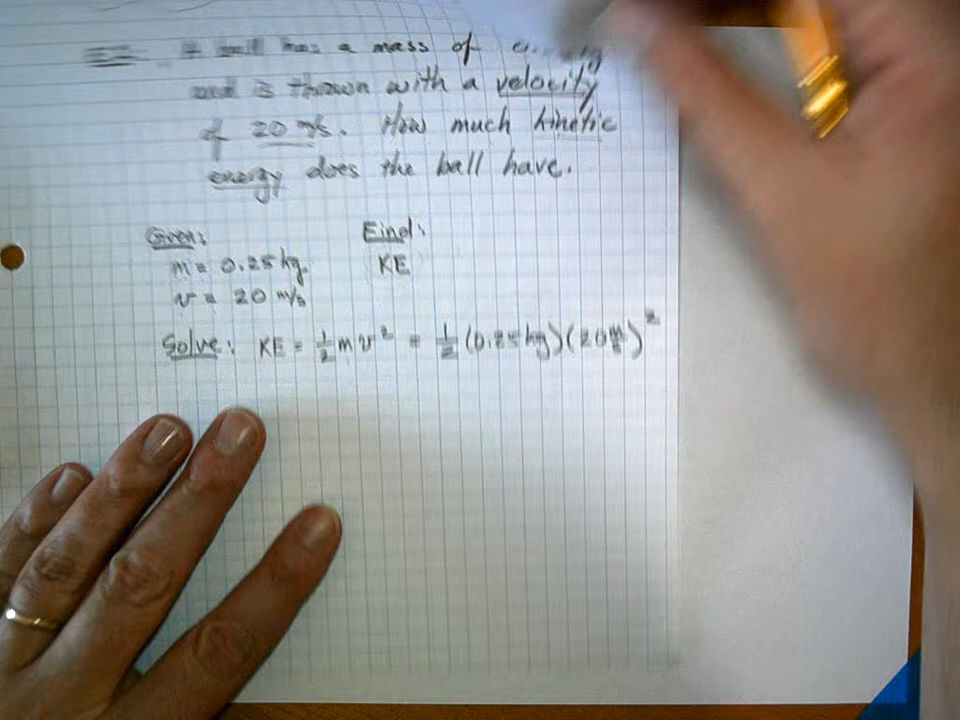 EX: A ball has a mass of
and is thrown with a velocity
of 20 m/s. How much kinetic
energy does the ball have.
Given: Find:
m = 0.25 kg. KE
v = 20 m/s
Solve: KE = 1/2 m v² = 1/2 (0.25 kg)(20 m/s)²